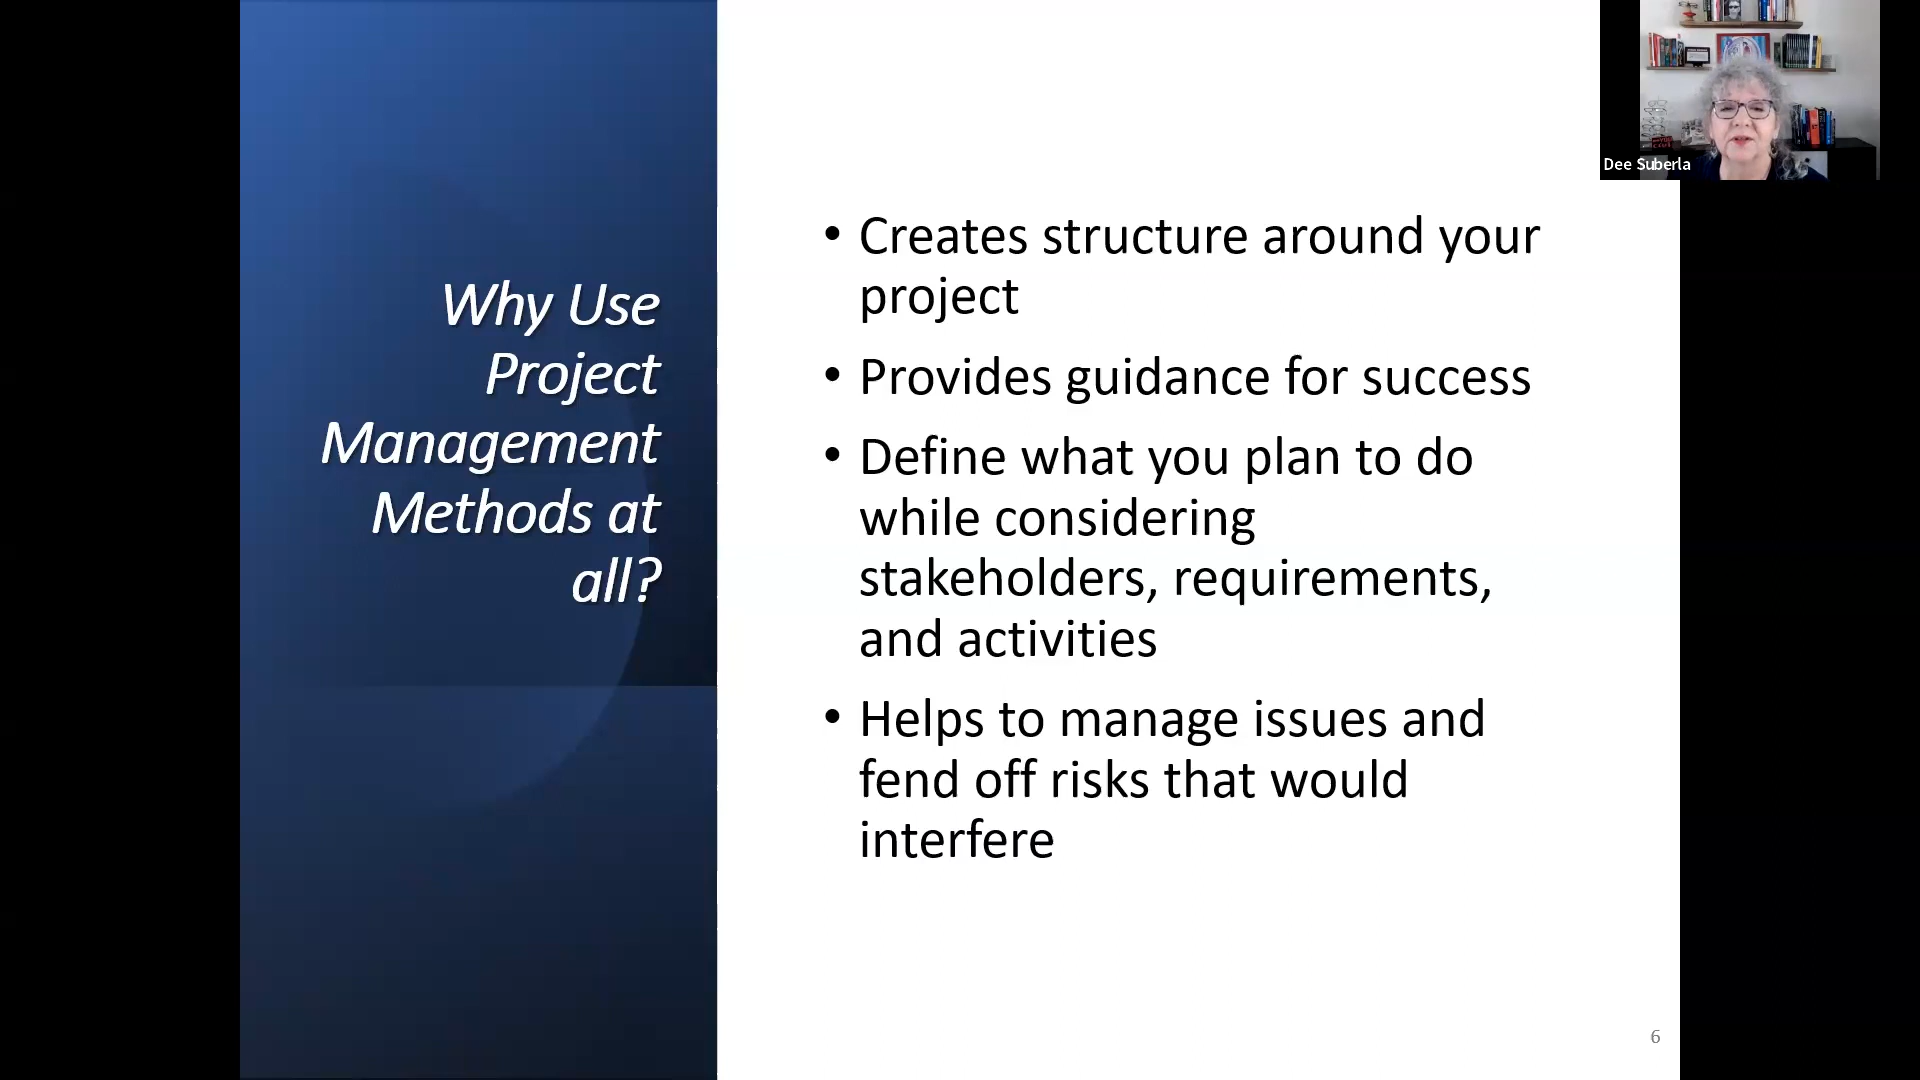 Why Use
Project
Management
Methods at
all?
• Creates structure around your
project
• Provides guidance for success
• Define what you plan to do
while considering
stakeholders, requirements,
and activities
• Helps to manage issues and
fend off risks that would
interfere
Dee Suberla
6